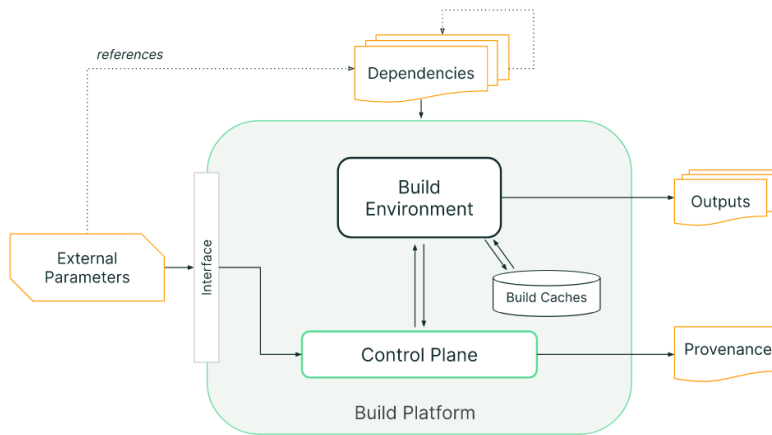 references
Dependencies
Build
Environment
Outputs
External
Parameters
Interface
Build Caches
Control Plane
Provenance
Build Platform